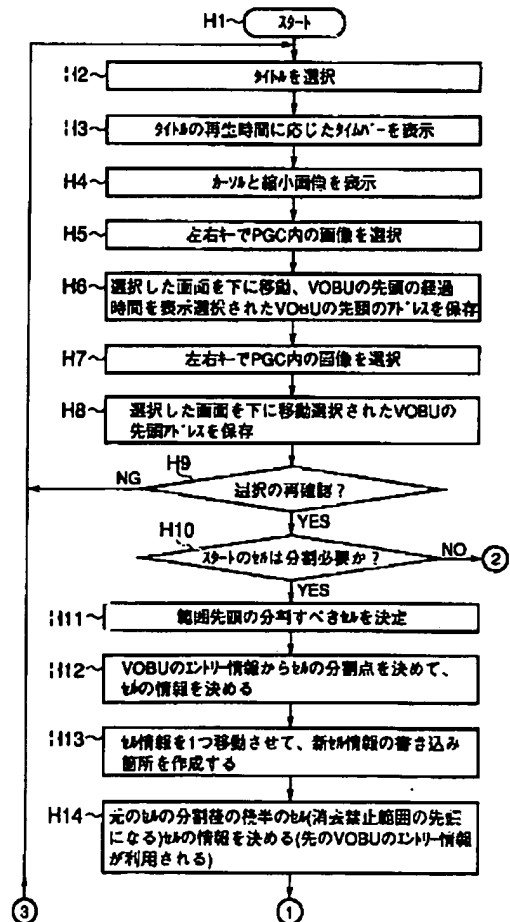 H1 スタート
H2 タイトルを選択
H3 タイトルの再生時間に応じたタイムバーを表示
H4 カーソルと縮小画像を表示
H5 左右キーでPGC内の画像を選択
H6 選択した画面を下に移動、VOBUの先頭の経過
時間を表示選択されたVOBUの先頭のアドレスを保存
H7 左右キーでPGC内の画像を選択
H8 選択した画面を下に移動選択されたVOBUの
先頭アドレスを保存
H9
NG 選択の再確認?
YES
H10
スタートのセルは分割必要か? NO ②
YES
H11 範囲先頭の分割すべきセルを決定
H12 VOBUのエントリー情報からセルの分割点を決めて、
セルの情報を決める
H13 セル情報を1つ移動させて、新セル情報の書き込み
箇所を作成する
H14 元のセルの分割後の後半のセル(消去禁止範囲の先頭
になる)セルの情報を決める(先のVOBUのエントリー情報
が利用される)
③ ①